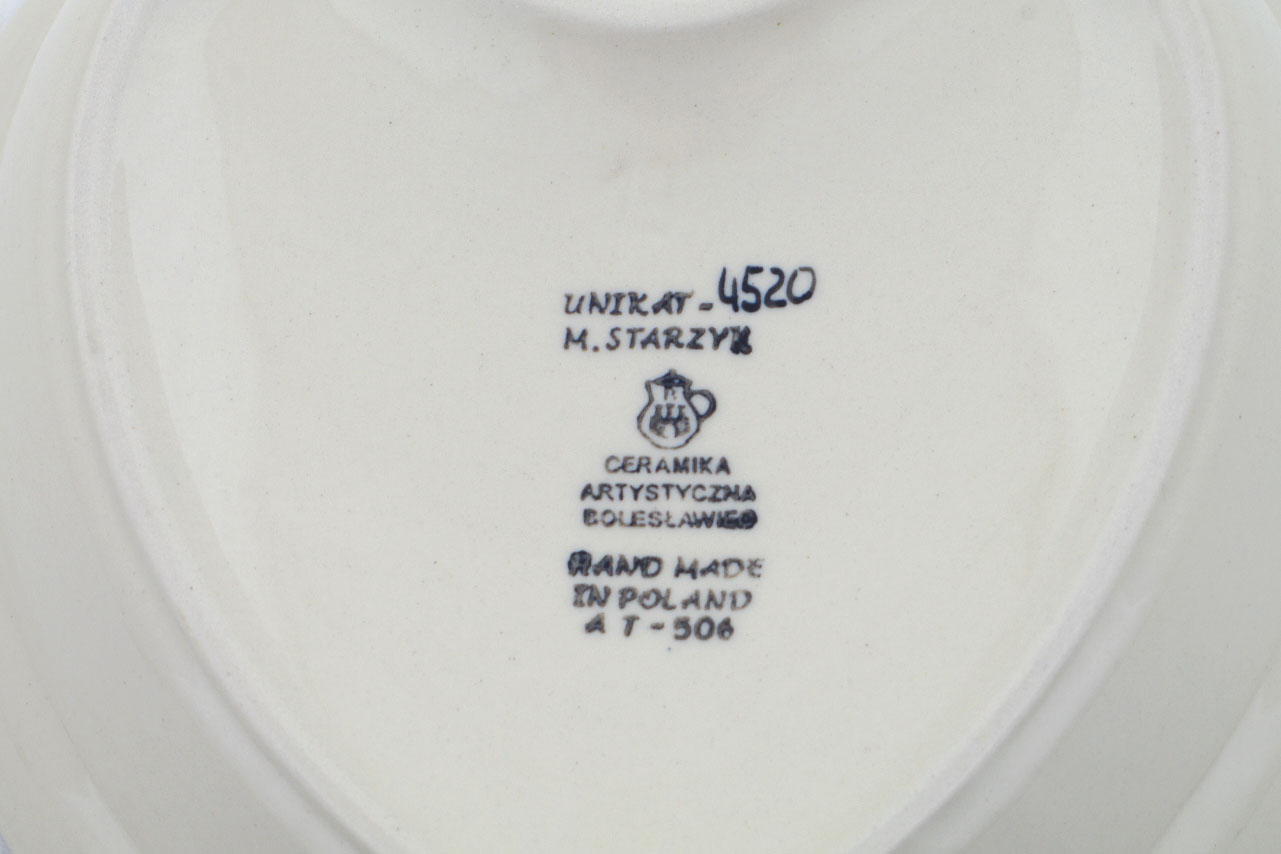 UNIKAT - 4520
M. STARZYK
CERAMIKA
ARTYSTYCZNA
BOLESŁAWIEC
HAND MADE
IN POLAND
A T - 506